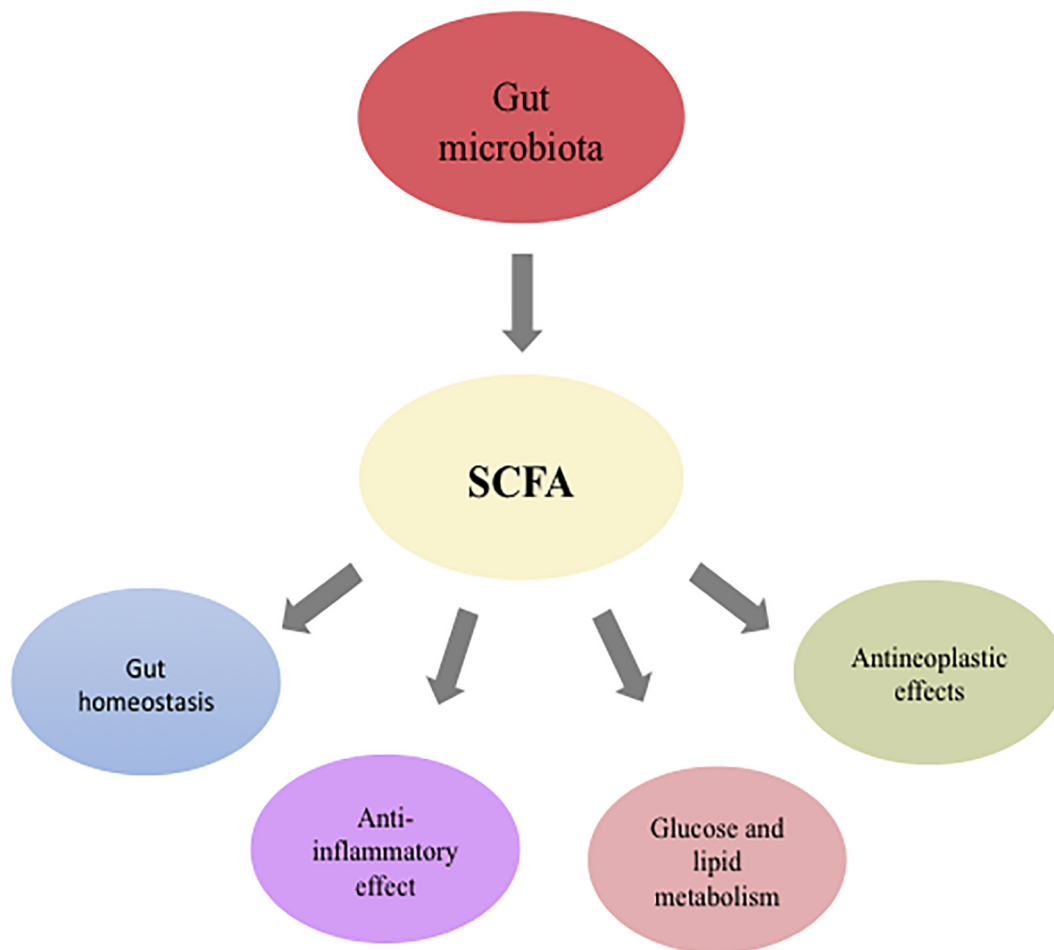 Gut
microbiota
SCFA
Gut
homeostasis
Anti-
inflammatory
effect
Glucose and
lipid
metabolism
Antineoplastic
effects